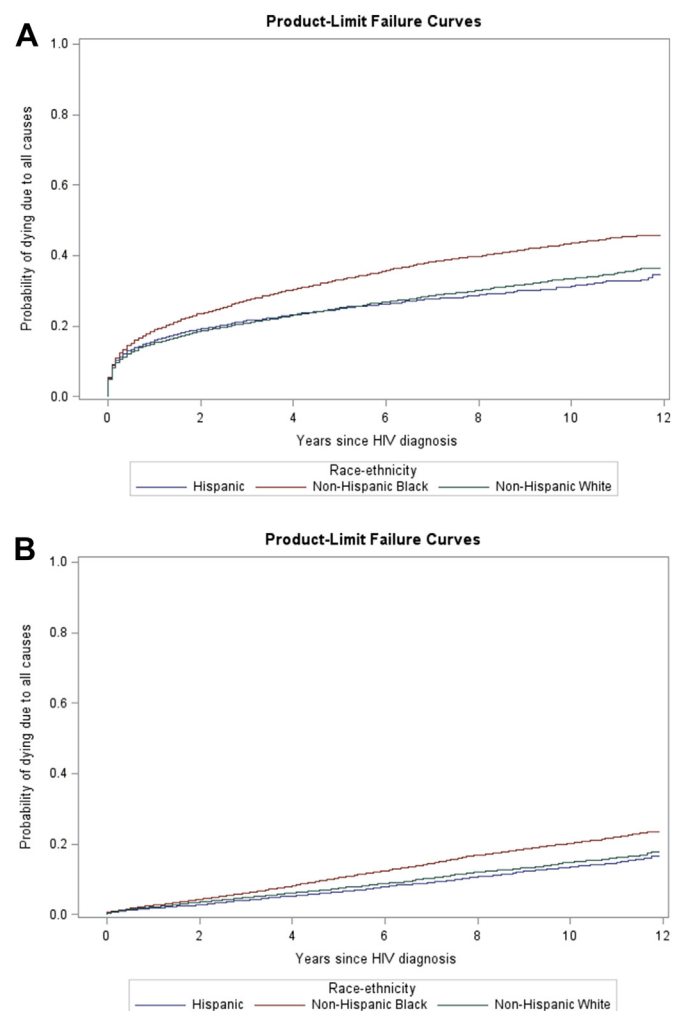 A
Product-Limit Failure Curves
1.0
0.8
0.6
0.4
0.2
0.0
Probability of dying due to all causes
0 2 4 6 8 10 12
Years since HIV diagnosis
Race-ethnicity
Hispanic Non-Hispanic Black Non-Hispanic White
B
Product-Limit Failure Curves
1.0
0.8
0.6
0.4
0.2
0.0
Probability of dying due to all causes
0 2 4 6 8 10 12
Years since HIV diagnosis
Race-ethnicity
Hispanic Non-Hispanic Black Non-Hispanic White